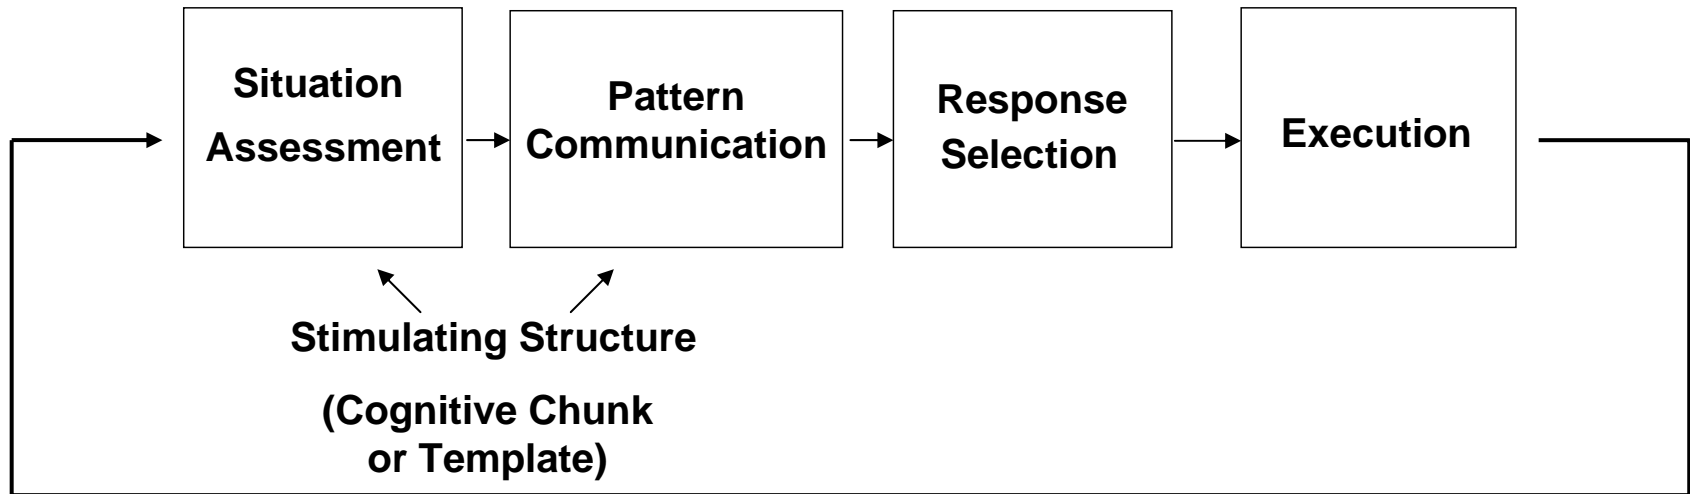 Situation
Assessment
Pattern
Communication
Response
Selection
Execution
Stimulating Structure
(Cognitive Chunk
or Template)